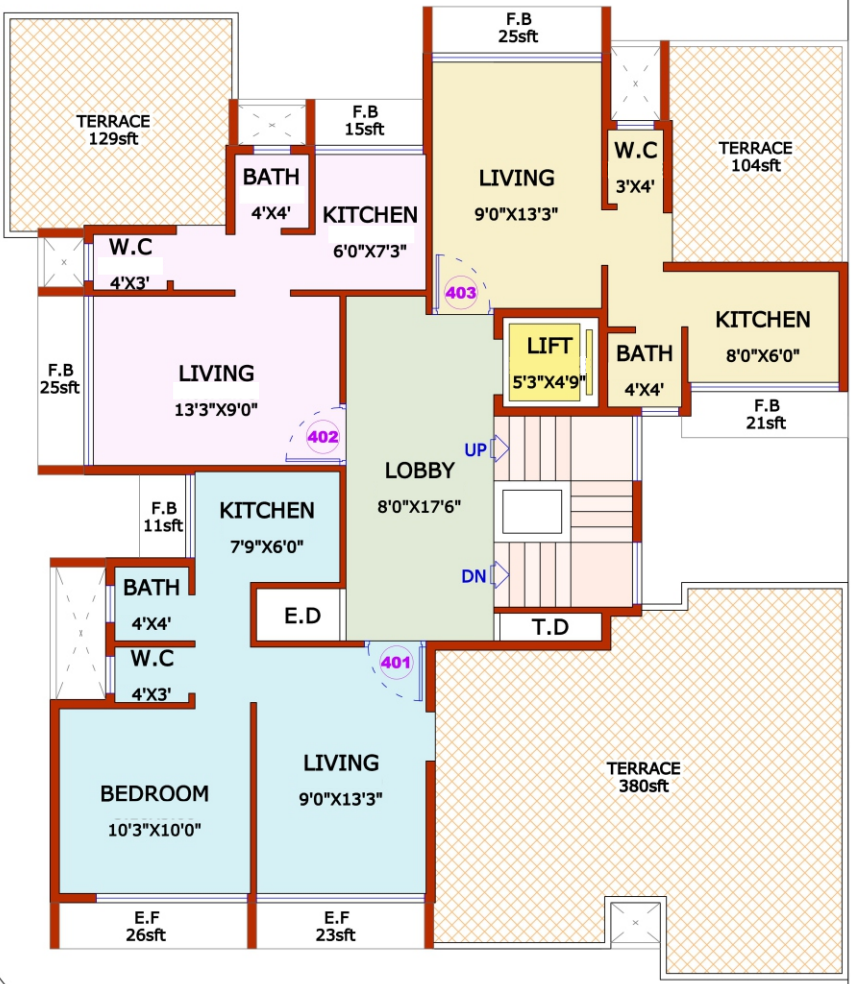 F.B
25sft
TERRACE
129sft
F.B
15sft
BATH
4'X4'
KITCHEN
6'0"X7'3"
W.C
4'X3'
LIVING
9'0"X13'3"
W.C
3'X4'
TERRACE
104sft
403
KITCHEN
8'0"X6'0"
LIFT
5'3"X4'9"
BATH
4'X4'
F.B
21sft
F.B
25sft
LIVING
13'3"X9'0"
402
LOBBY
8'0"X17'6"
UP
DN
F.B
11sft
KITCHEN
7'9"X6'0"
BATH
4'X4'
E.D
T.D
W.C
4'X3'
401
BEDROOM
10'3"X10'0"
LIVING
9'0"X13'3"
TERRACE
380sft
E.F
26sft
E.F
23sft